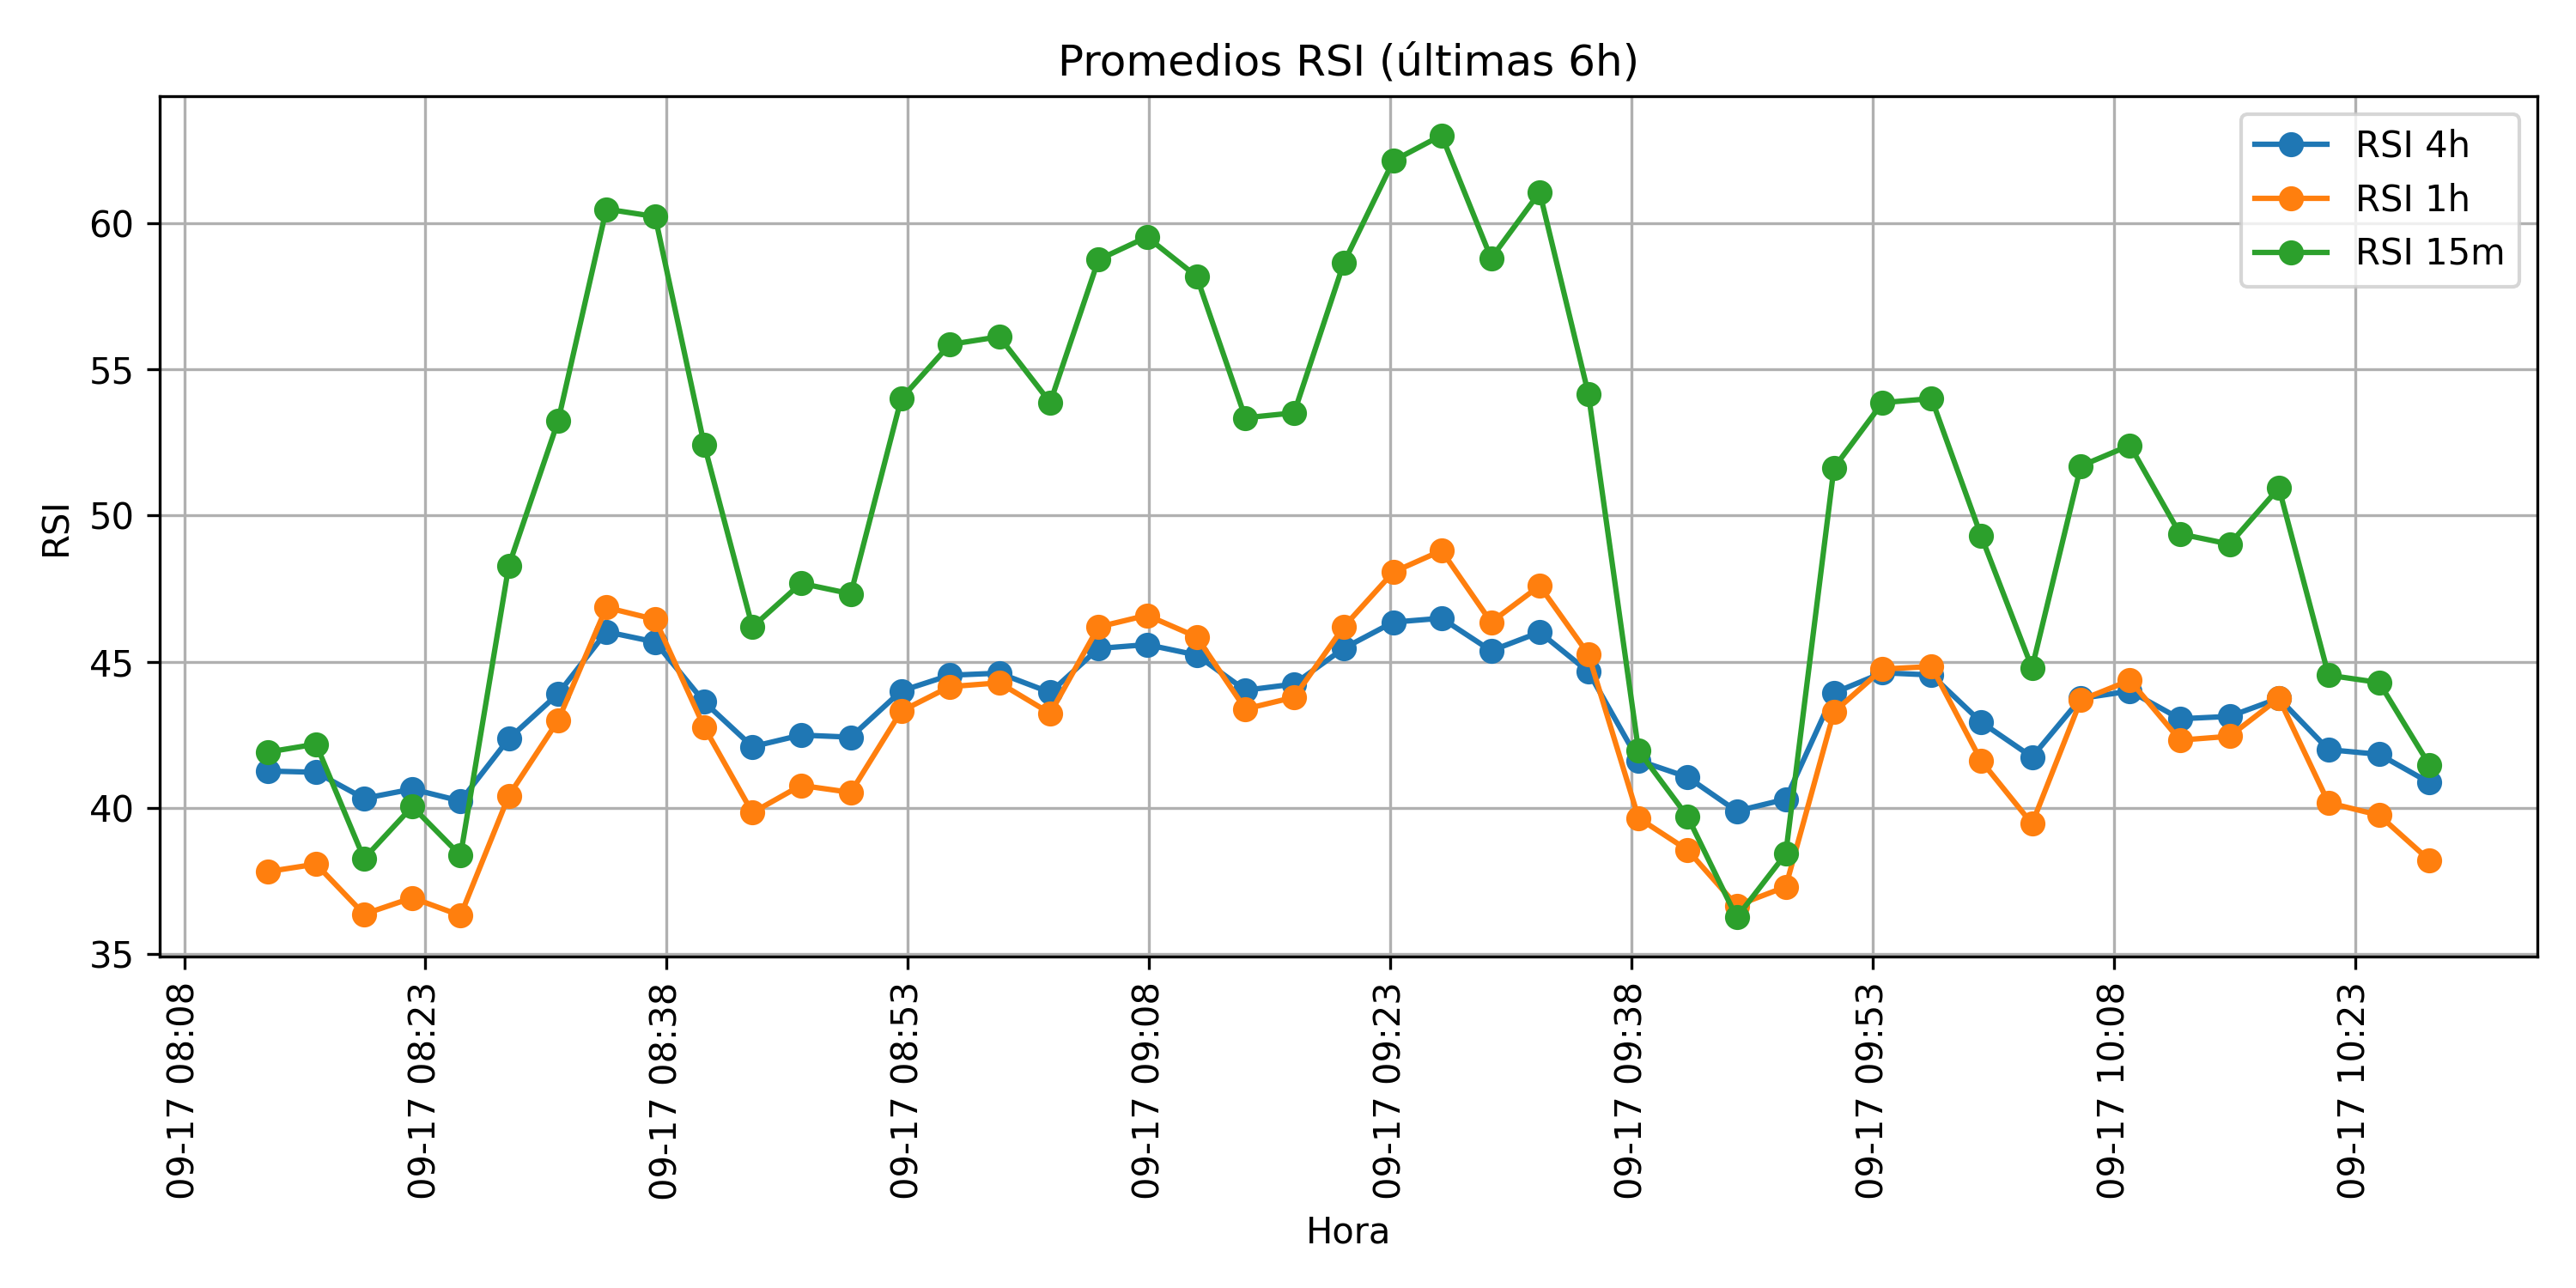 Promedios RSI (últimas 6h)
RSI 4h
RSI 1h
RSI 15m
RSI
60
55
50
45
40
35
09-17 08:08
09-17 08:23
09-17 08:38
09-17 08:53
09-17 09:08
09-17 09:23
09-17 09:38
09-17 09:53
09-17 10:08
09-17 10:23
Hora